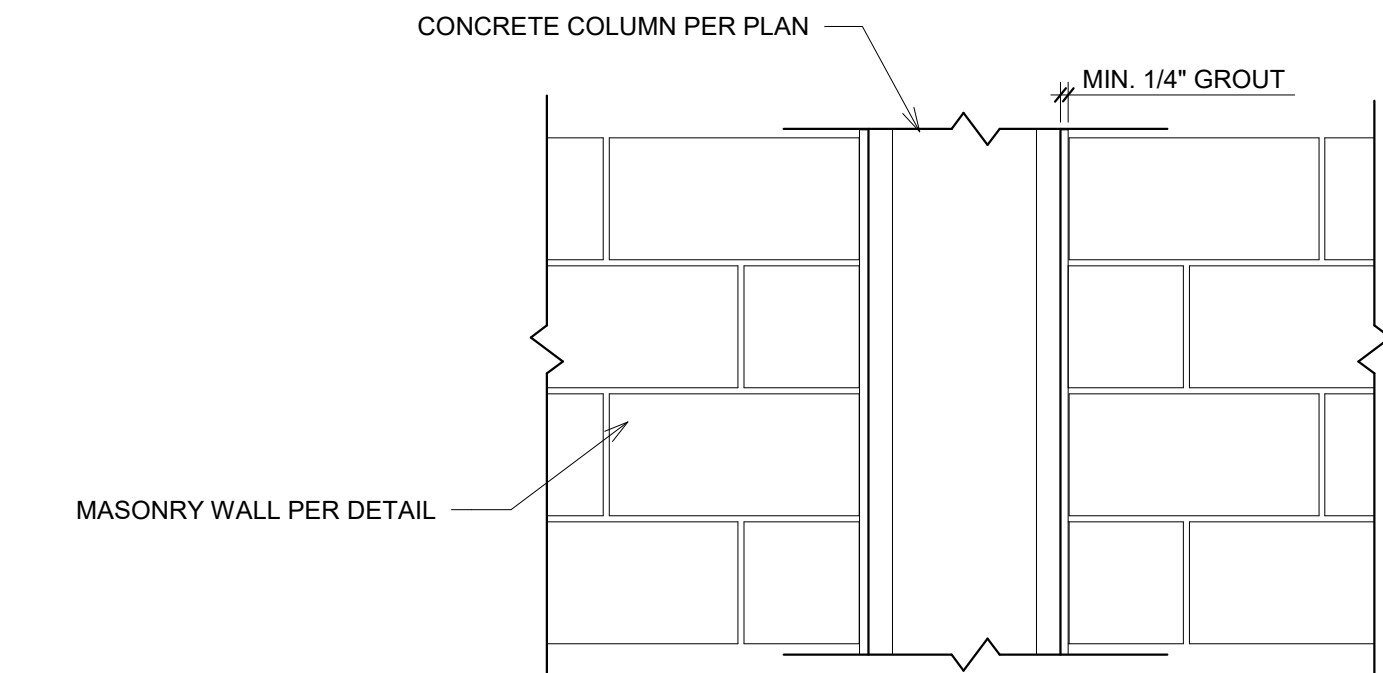 CONCRETE COLUMN PER PLAN
MIN. 1/4" GROUT
MASONRY WALL PER DETAIL